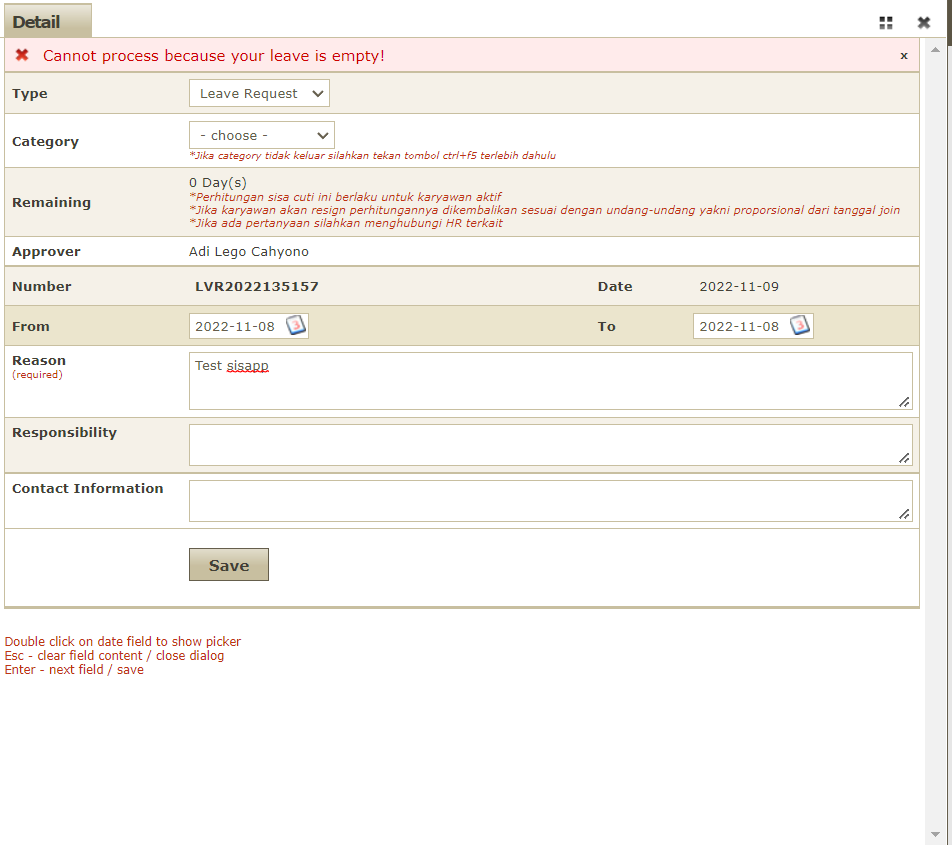 Detail
Cannot process because your leave is empty! x
Type Leave Request
Category - choose -
*Jika category tidak keluar silahkan tekan tombol ctrl+f5 terlebih dahulu
Remaining 0 Day(s)
*Perhitungan sisa cuti ini berlaku untuk karyawan aktif
*Jika karyawan akan resign perhitungannya dikembalikan sesuai dengan undang-undang yakni proporsional dari tanggal join
*Jika ada pertanyaan silahkan menghubungi HR terkait
Approver Adi Lego Cahyono
Number LVR2022135157 Date 2022-11-09
From 2022-11-08 3 To 2022-11-08 3
Reason Test sisapp
(required)
Responsibility
Contact Information
Save
Double click on date field to show picker
Esc - clear field content / close dialog
Enter - next field / save